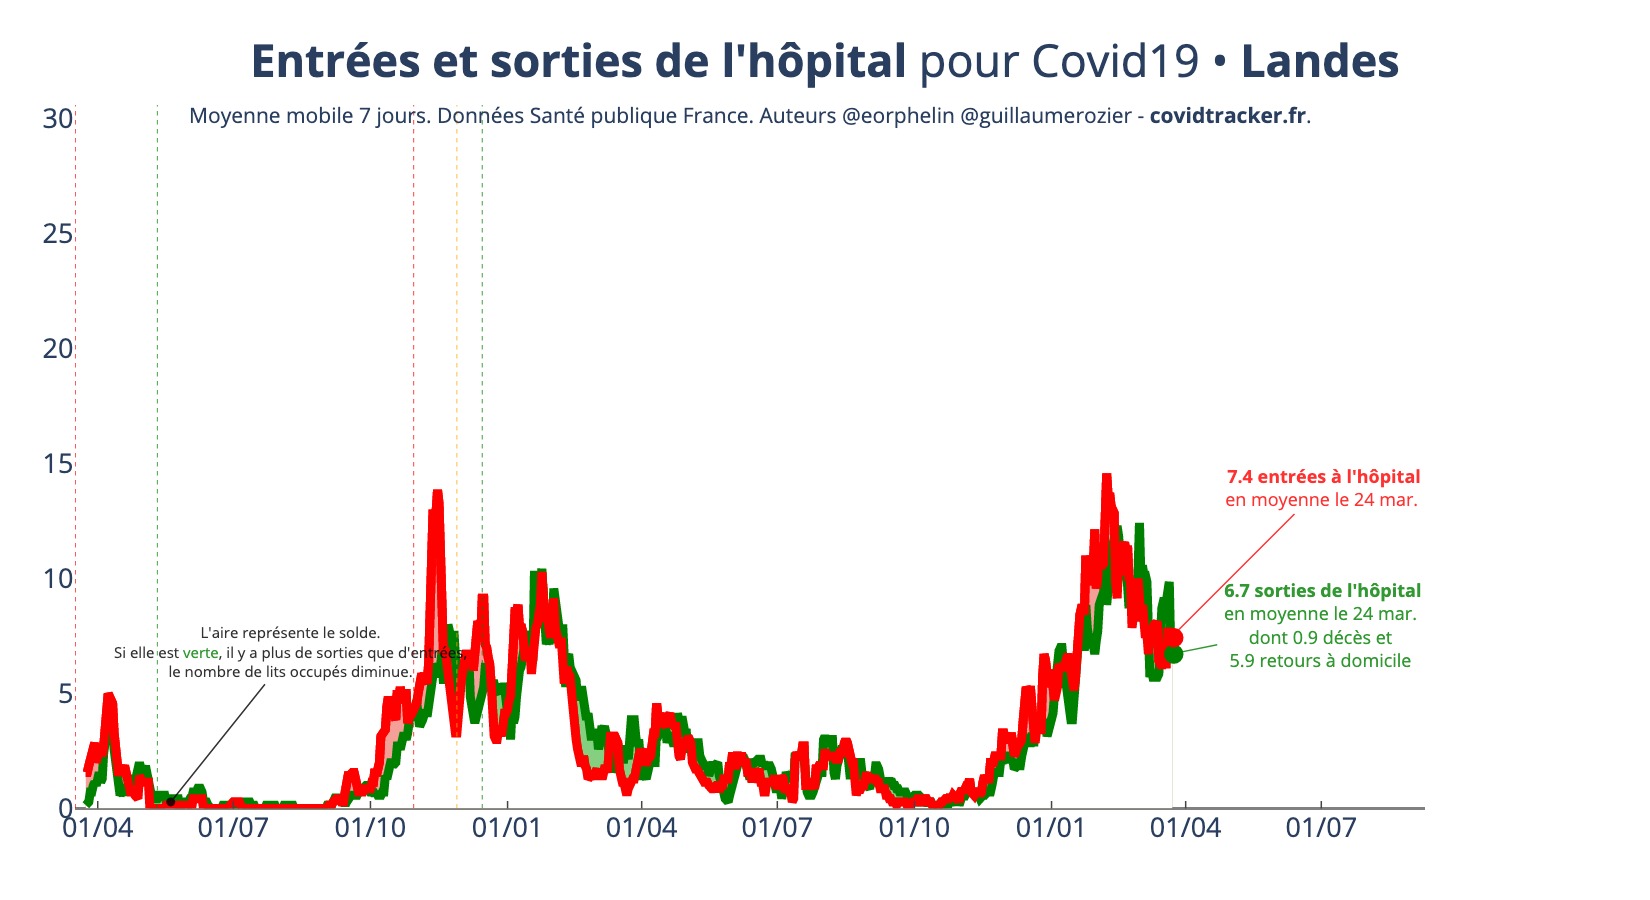 Entrées et sorties de l'hôpital pour Covid19 • Landes
Moyenne mobile 7 jours. Données Santé publique France. Auteurs @eorphelin @guillaumerozier - covidtracker.fr.
30
25
20
15
10
5
0
7.4 entrées à l'hôpital
en moyenne le 24 mar.
6.7 sorties de l'hôpital
en moyenne le 24 mar.
dont 0.9 décès et
5.9 retours à domicile
L'aire représente le solde.
Si elle est verte, il y a plus de sorties que d'entrées,
le nombre de lits occupés diminue.
01/04 01/07 01/10 01/01 01/04 01/07 01/10 01/01 01/04 01/07